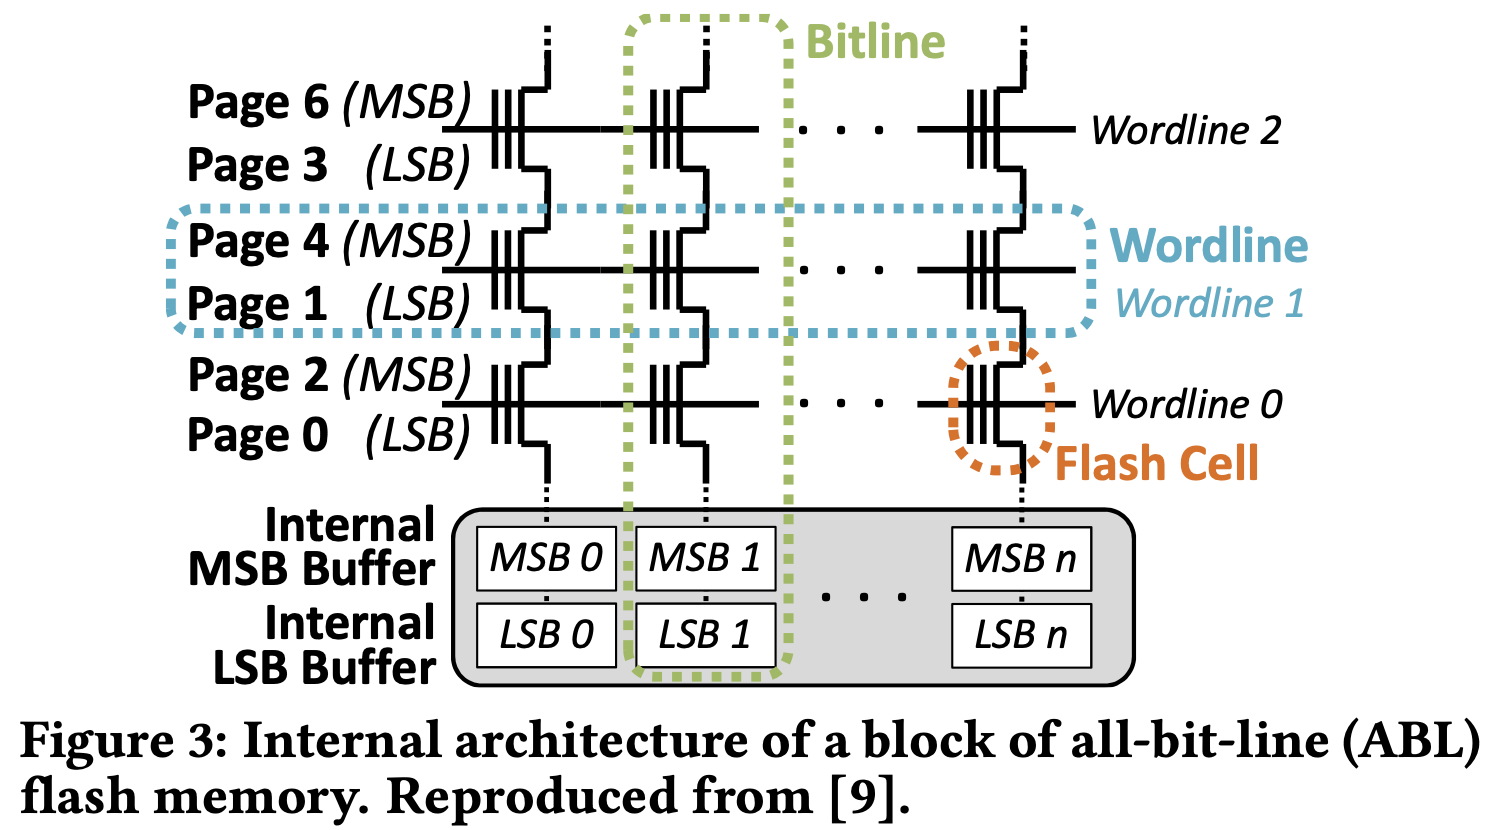 Bitline
Page 6 (MSB)
Wordline 2
Page 3 (LSB)
Page 4 (MSB)
Wordline
Page 1 (LSB)
Wordline 1
Page 2 (MSB)
Wordline 0
Page 0 (LSB)
Flash Cell
Internal
MSB Buffer
MSB 0
MSB 1
. . .
MSB n
Internal
LSB Buffer
LSB 0
LSB 1
LSB n
Figure 3: Internal architecture of a block of all-bit-line (ABL)
flash memory. Reproduced from [9].